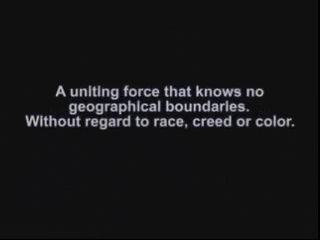 A uniting force that knows no
geographical boundaries.
Without regard to race, creed or color.